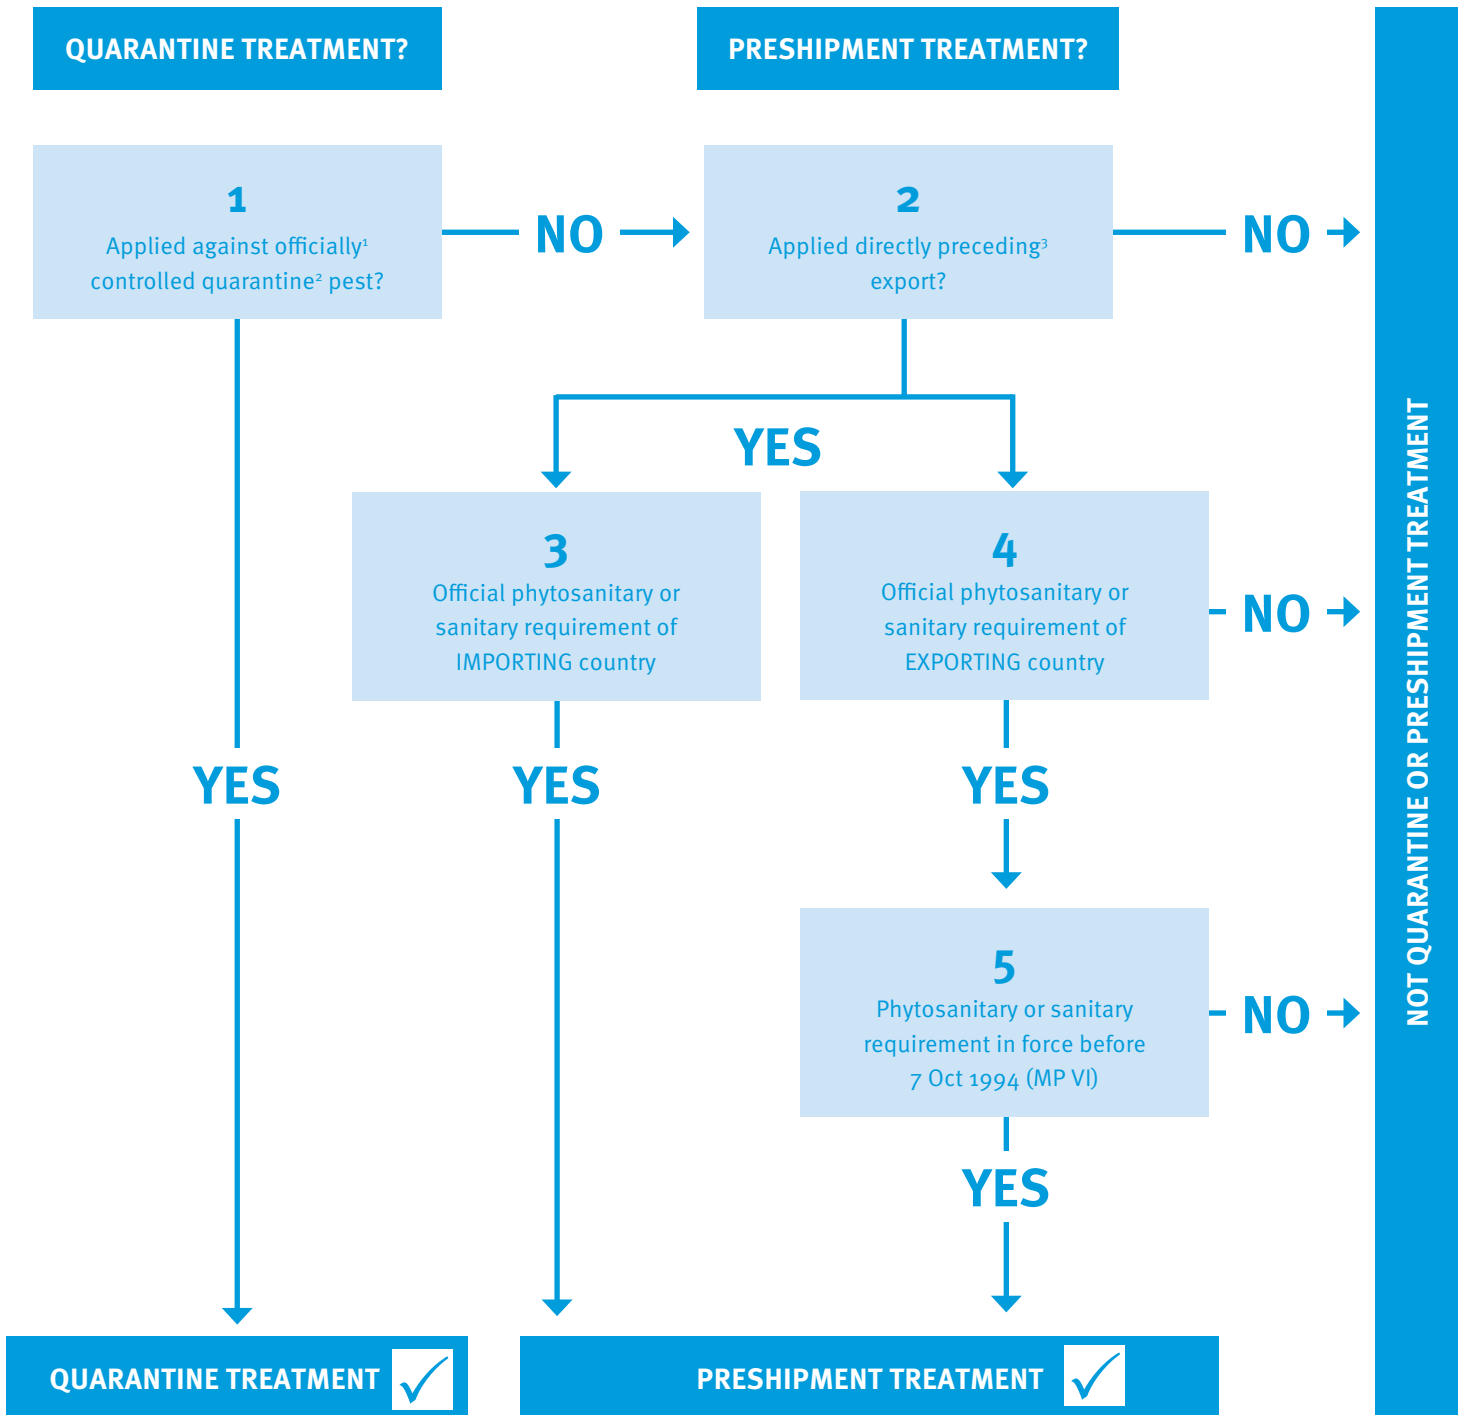 QUARANTINE TREATMENT?
PRESHIPMENT TREATMENT?
1
Applied against officially¹
controlled quarantine² pest?
NO
2
Applied directly preceding³
export?
NO
YES
3
Official phytosanitary or
sanitary requirement of
IMPORTING country
4
Official phytosanitary or
sanitary requirement of
EXPORTING country
NO
YES
YES
YES
5
Phytosanitary or sanitary
requirement in force before
7 Oct 1994 (MP VI)
NO
YES
QUARANTINE TREATMENT
PRESHIPMENT TREATMENT
NOT QUARANTINE OR PRESHIPMENT TREATMENT